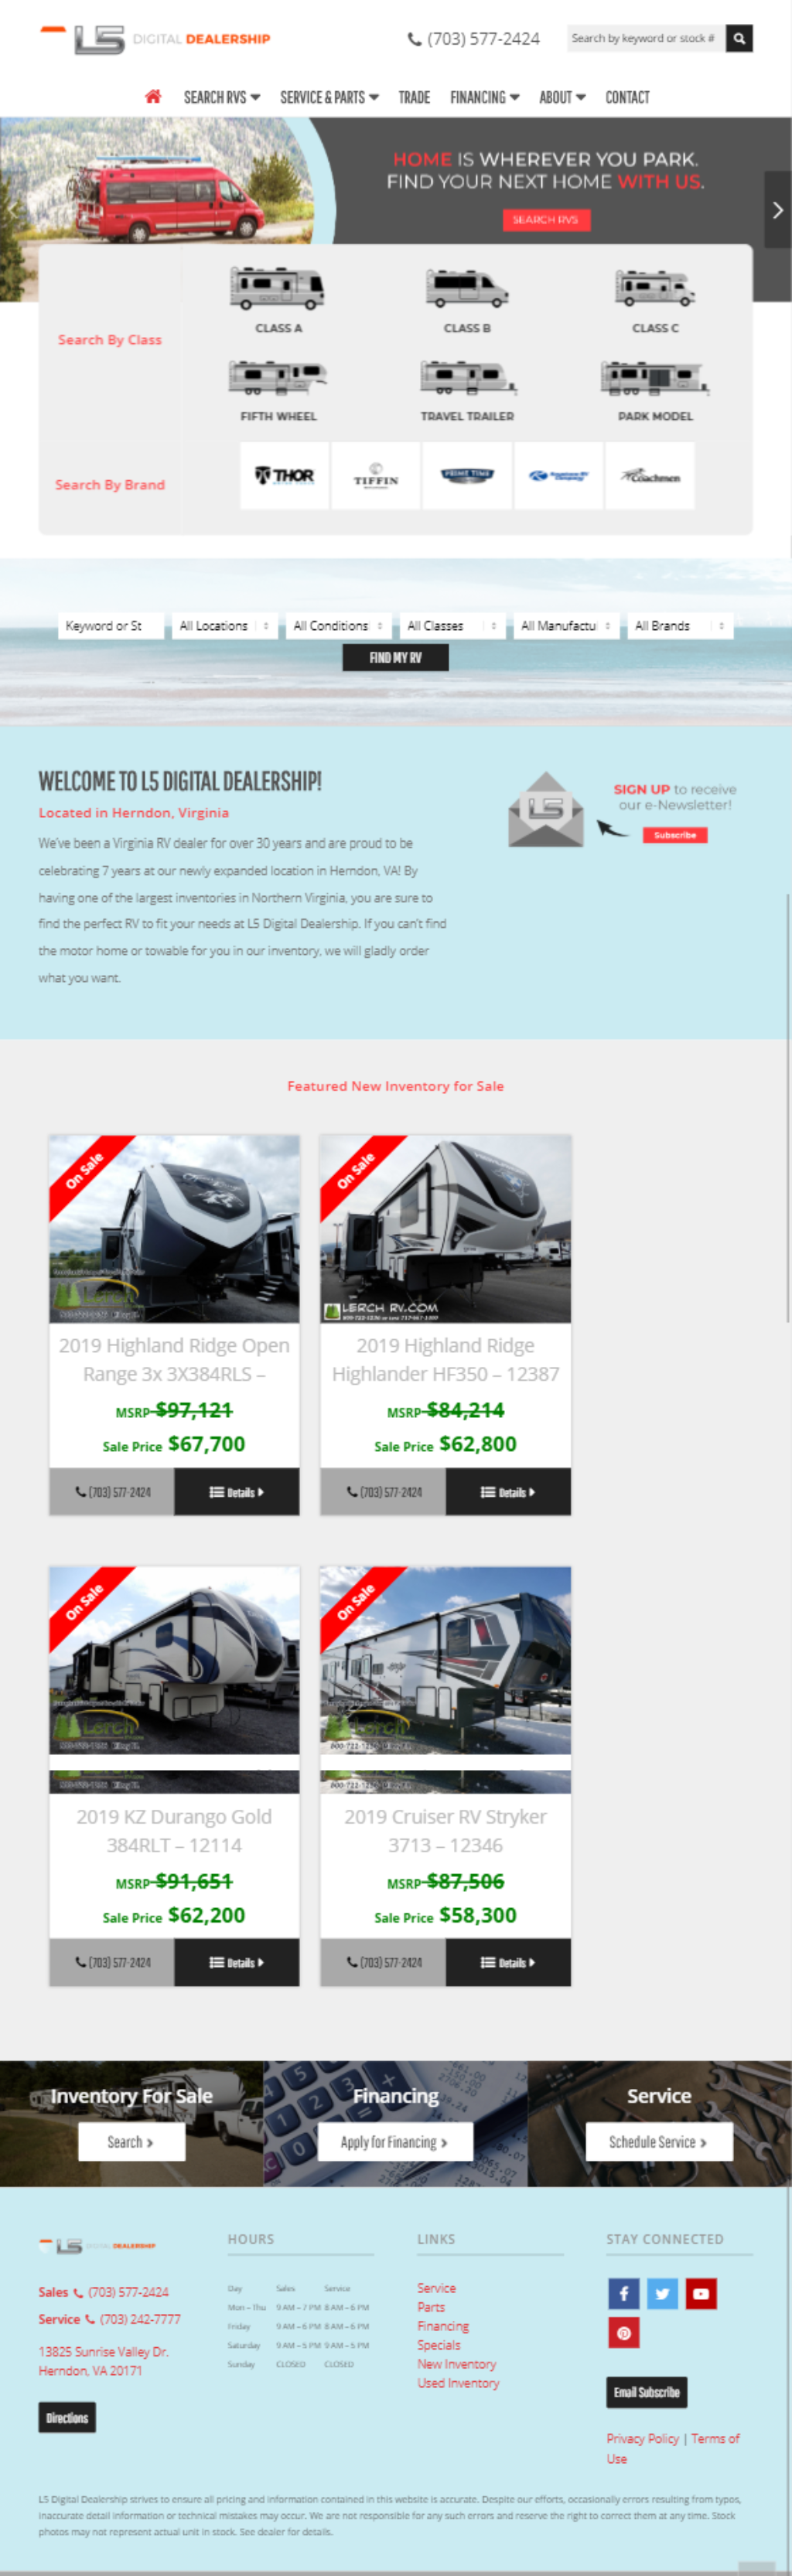 L5 DIGITAL DEALERSHIP
(703) 577-2424
Search by keyword or stock #
SEARCH RVS
SERVICE & PARTS
TRADE
FINANCING
ABOUT
CONTACT
HOME IS WHEREVER YOU PARK.
FIND YOUR NEXT HOME WITH US.
SEARCH RVS
Search By Class
CLASS A
CLASS B
CLASS C
FIFTH WHEEL
TRAVEL TRAILER
PARK MODEL
Search By Brand
THOR
TIFFIN
PRIME TIME
Coachmen
Keyword or St
All Locations
All Conditions
All Classes
All Manufactu
All Brands
FIND MY RV
WELCOME TO L5 DIGITAL DEALERSHIP!
Located in Herndon, Virginia
We've been a Virginia RV dealer for over 30 years and are proud to be
celebrating 7 years at our newly expanded location in Herndon, VA! By
having one of the largest inventories in Northern Virginia, you are sure to
find the perfect RV to fit your needs at L5 Digital Dealership. If you can't find
the motor home or towable for you in our inventory, we will gladly order
what you want.
L5
SIGN UP to receive
our e-Newsletter!
Subscribe
Featured New Inventory for Sale
On Sale
2019 Highland Ridge Open
Range 3x 3X384RLS –
MSRP $97,121
Sale Price $67,700
(703) 577-2424
Details
On Sale
LERCH RV.COM
2019 Highland Ridge
Highlander HF350 – 12387
MSRP $84,214
Sale Price $62,800
(703) 577-2424
Details
On Sale
Lerch
2019 KZ Durango Gold
384RLT – 12114
MSRP $91,651
Sale Price $62,200
(703) 577-2424
Details
On Sale
Lerch
2019 Cruiser RV Stryker
3713 – 12346
MSRP $87,506
Sale Price $58,300
(703) 577-2424
Details
Inventory For Sale
Search
Financing
Apply for Financing
Service
Schedule Service
L5 DIGITAL DEALERSHIP
Sales (703) 577-2424
Service (703) 242-7777
13825 Sunrise Valley Dr.
Herndon, VA 20171
Directions
HOURS
Day Sales Service
Mon – Thu 9 AM – 7 PM 8 AM – 6 PM
Friday 9 AM – 6 PM 8 AM – 6 PM
Saturday 9 AM – 5 PM 9 AM – 5 PM
Sunday CLOSED CLOSED
LINKS
Service
Parts
Financing
Specials
New Inventory
Used Inventory
STAY CONNECTED
Email Subscribe
Privacy Policy | Terms of
Use
L5 Digital Dealership strives to ensure all pricing and information contained in this website is accurate. Despite our efforts, occasionally errors resulting from typos,
inaccurate detail information or technical mistakes may occur. We are not responsible for any such errors and reserve the right to correct them at any time. Stock
photos may not represent actual unit in stock. See dealer for details.